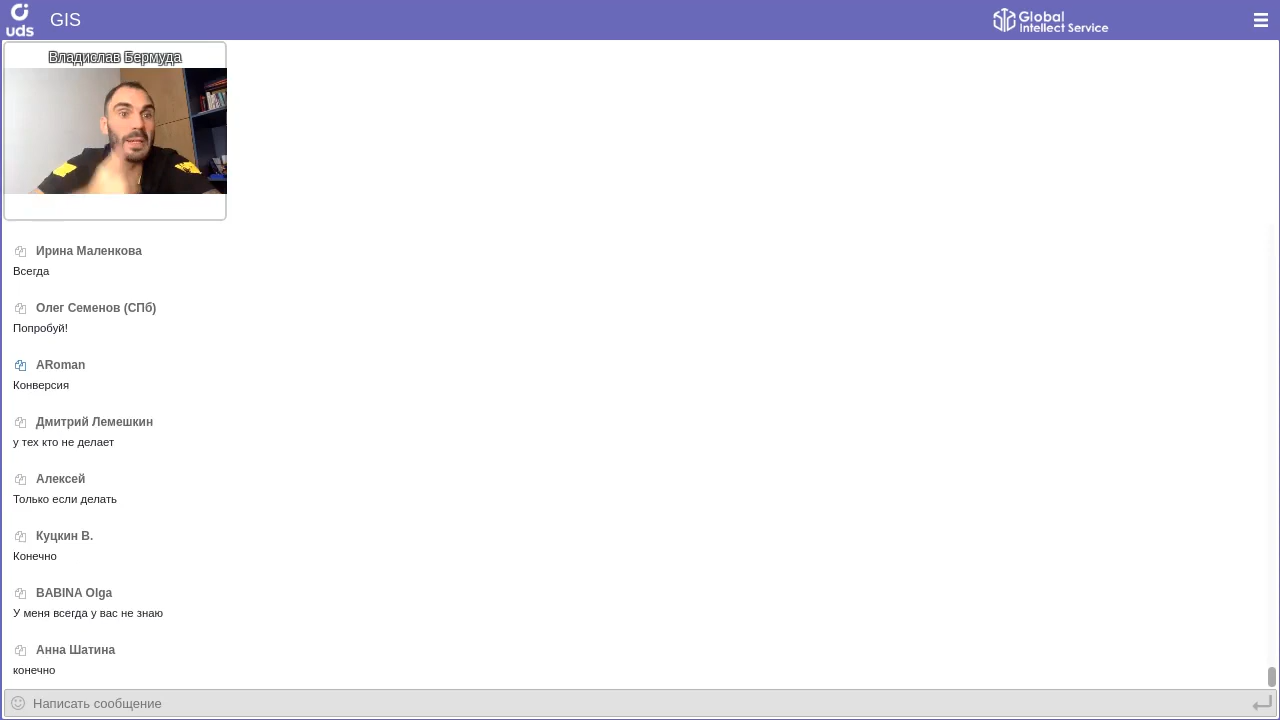 uds
GIS
Global
Intellect Service
Владислав Бермуда
Ирина Маленкова
Всегда
Олег Семенов (СПб)
Попробуй!
ARoman
Конверсия
Дмитрий Лемешкин
у тех кто не делает
Алексей
Только если делать
Куцкин В.
Конечно
BABINA Olga
У меня всегда у вас не знаю
Анна Шатина
конечно
Написать сообщение